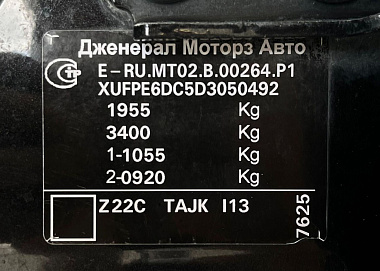 Дженерал Моторз Авто
E-RU.MT02.B.00264.P1
XUFPE6DC5D3050492
1955 Kg
3400 Kg
1-1055 Kg
2-0920 Kg
Z22C TAJK I13
7625